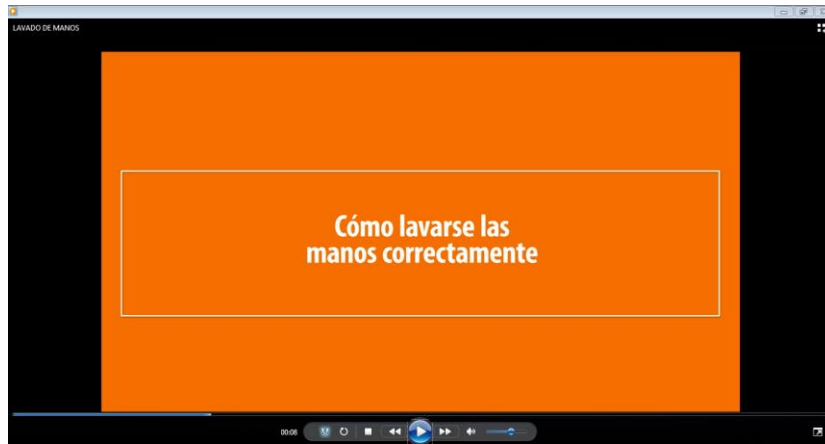 LAVADO DE MANOS
Cómo lavarse las
manos correctamente
00:08